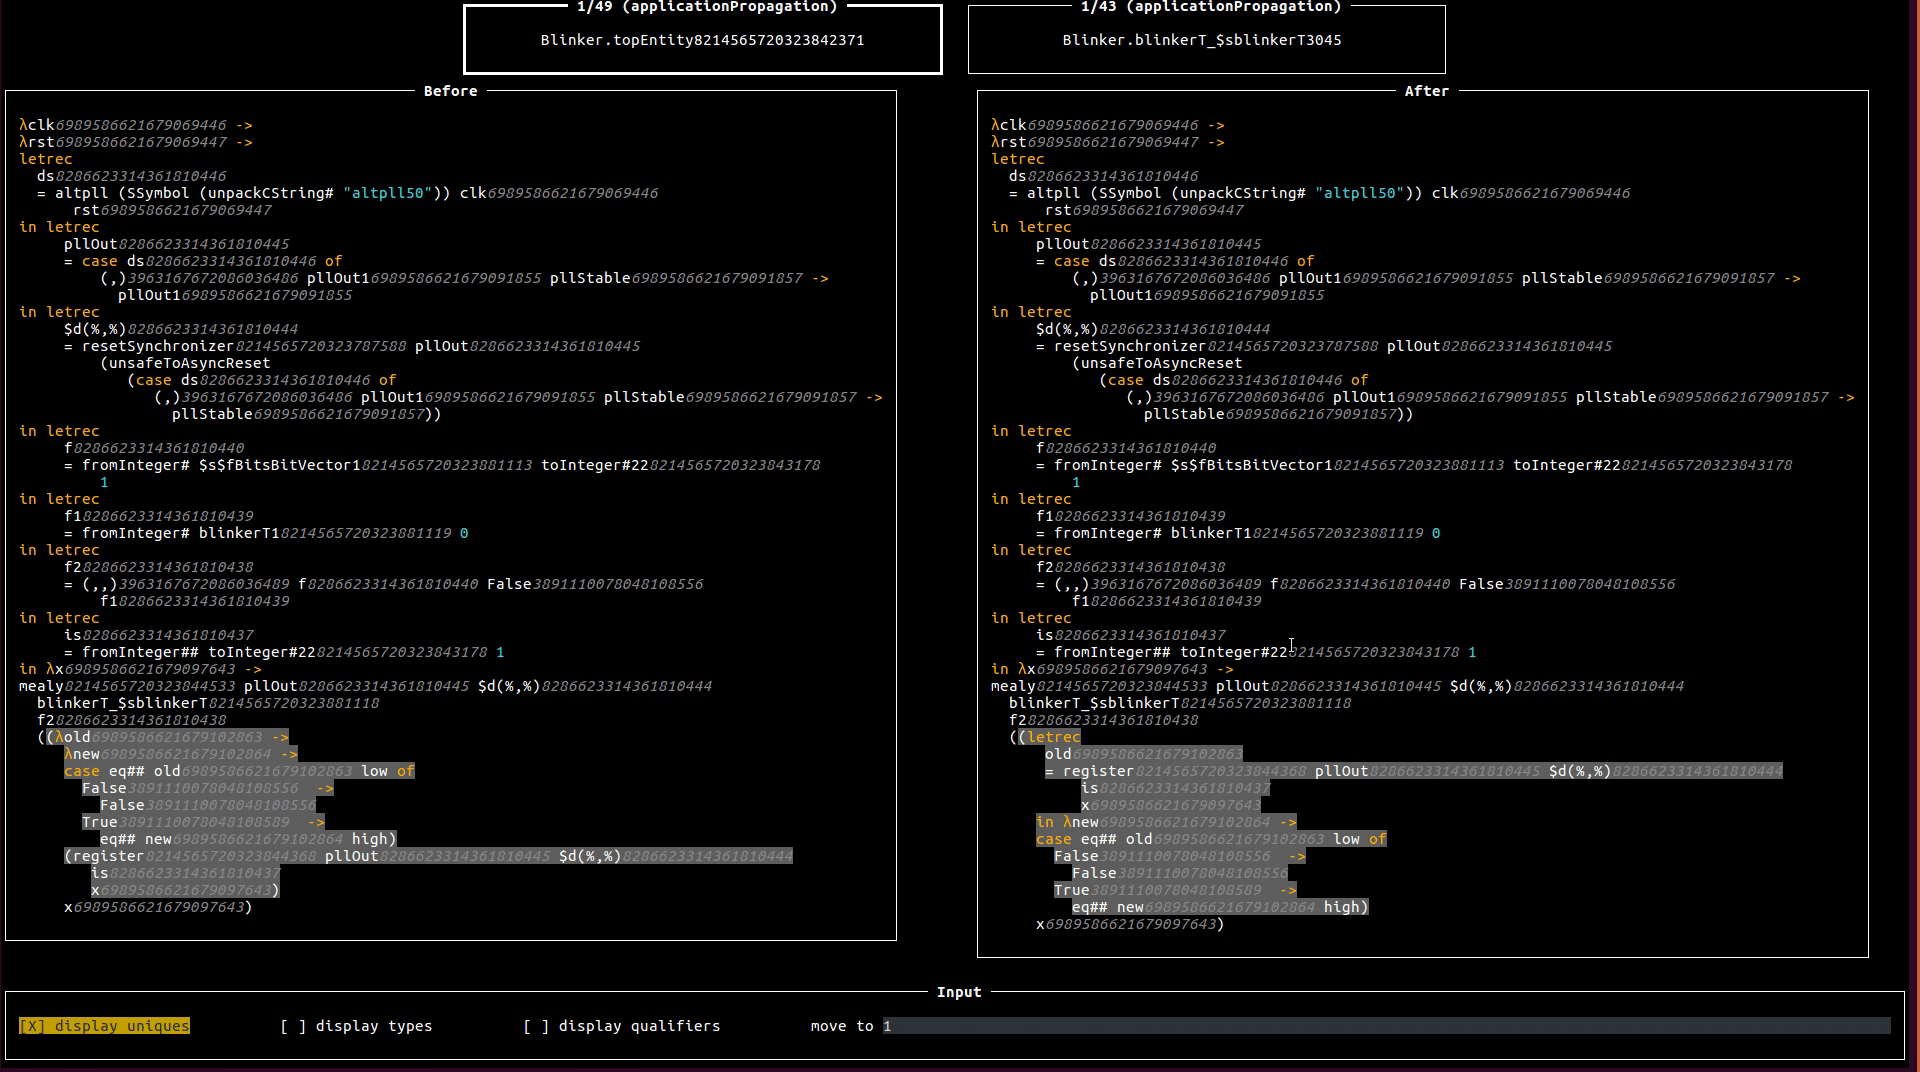 1/49 (applicationPropagation)
Blinker.topEntity8214565720323842371
1/43 (applicationPropagation)
Blinker.blinkerT_$sblinkerT3045
Before
λclk6989586621679069446 ->
λrst6989586621679069447 ->
letrec
ds8286623314361810446
= altpll (SSymbol (unpackCString# "altpll50")) clk6989586621679069446
rst6989586621679069447
in letrec
pllOut8286623314361810445
= case ds8286623314361810446 of
(,)3963167672086036486 pllOut16989586621679091855 pllStable6989586621679091857 ->
pllOut16989586621679091855
in letrec
$d(%,%)8286623314361810444
= resetSynchronizer8214565720323787588 pllOut8286623314361810445
(unsafeToAsyncReset
(case ds8286623314361810446 of
(,)3963167672086036486 pllOut16989586621679091855 pllStable6989586621679091857 ->
pllStable6989586621679091857))
in letrec
f8286623314361810440
= fromInteger# $s$fBitsBitVector18214565720323881113 toInteger#228214565720323843178
1
in letrec
f18286623314361810439
= fromInteger# blinkerT18214565720323881119 0
in letrec
f28286623314361810438
= (,,)3963167672086036489 f8286623314361810440 False3891110078048108556
f18286623314361810439
in letrec
is8286623314361810437
= fromInteger## toInteger#228214565720323843178 1
in λx6989586621679097643 ->
mealy8214565720323844533 pllOut8286623314361810445 $d(%,%)8286623314361810444
blinkerT_$sblinkerT8214565720323881118
f28286623314361810438
((λold6989586621679102863 ->
λnew6989586621679102864 ->
case eq## old6989586621679102863 low of
False3891110078048108556 ->
False3891110078048108556
True3891110078048108589 ->
eq## new6989586621679102864 high)
(register8214565720323844368 pllOut8286623314361810445 $d(%,%)8286623314361810444
is8286623314361810437
x6989586621679097643)
x6989586621679097643)
After
λclk6989586621679069446 ->
λrst6989586621679069447 ->
letrec
ds8286623314361810446
= altpll (SSymbol (unpackCString# "altpll50")) clk6989586621679069446
rst6989586621679069447
in letrec
pllOut8286623314361810445
= case ds8286623314361810446 of
(,)3963167672086036486 pllOut16989586621679091855 pllStable6989586621679091857 ->
pllOut16989586621679091855
in letrec
$d(%,%)8286623314361810444
= resetSynchronizer8214565720323787588 pllOut8286623314361810445
(unsafeToAsyncReset
(case ds8286623314361810446 of
(,)3963167672086036486 pllOut16989586621679091855 pllStable6989586621679091857 ->
pllStable6989586621679091857))
in letrec
f8286623314361810440
= fromInteger# $s$fBitsBitVector18214565720323881113 toInteger#228214565720323843178
1
in letrec
f18286623314361810439
= fromInteger# blinkerT18214565720323881119 0
in letrec
f28286623314361810438
= (,,)3963167672086036489 f8286623314361810440 False3891110078048108556
f18286623314361810439
in letrec
is8286623314361810437
= fromInteger## toInteger#228214565720323843178 1
in λx6989586621679097643 ->
mealy8214565720323844533 pllOut8286623314361810445 $d(%,%)8286623314361810444
blinkerT_$sblinkerT8214565720323881118
f28286623314361810438
((letrec
old6989586621679102863
= register8214565720323844368 pllOut8286623314361810445 $d(%,%)8286623314361810444
is8286623314361810437
x6989586621679097643
in λnew6989586621679102864 ->
case eq## old6989586621679102863 low of
False3891110078048108556 ->
False3891110078048108556
True3891110078048108589 ->
eq## new6989586621679102864 high)
x6989586621679097643)
Input
[X] display uniques
[ ] display types
[ ] display qualifiers
move to 1